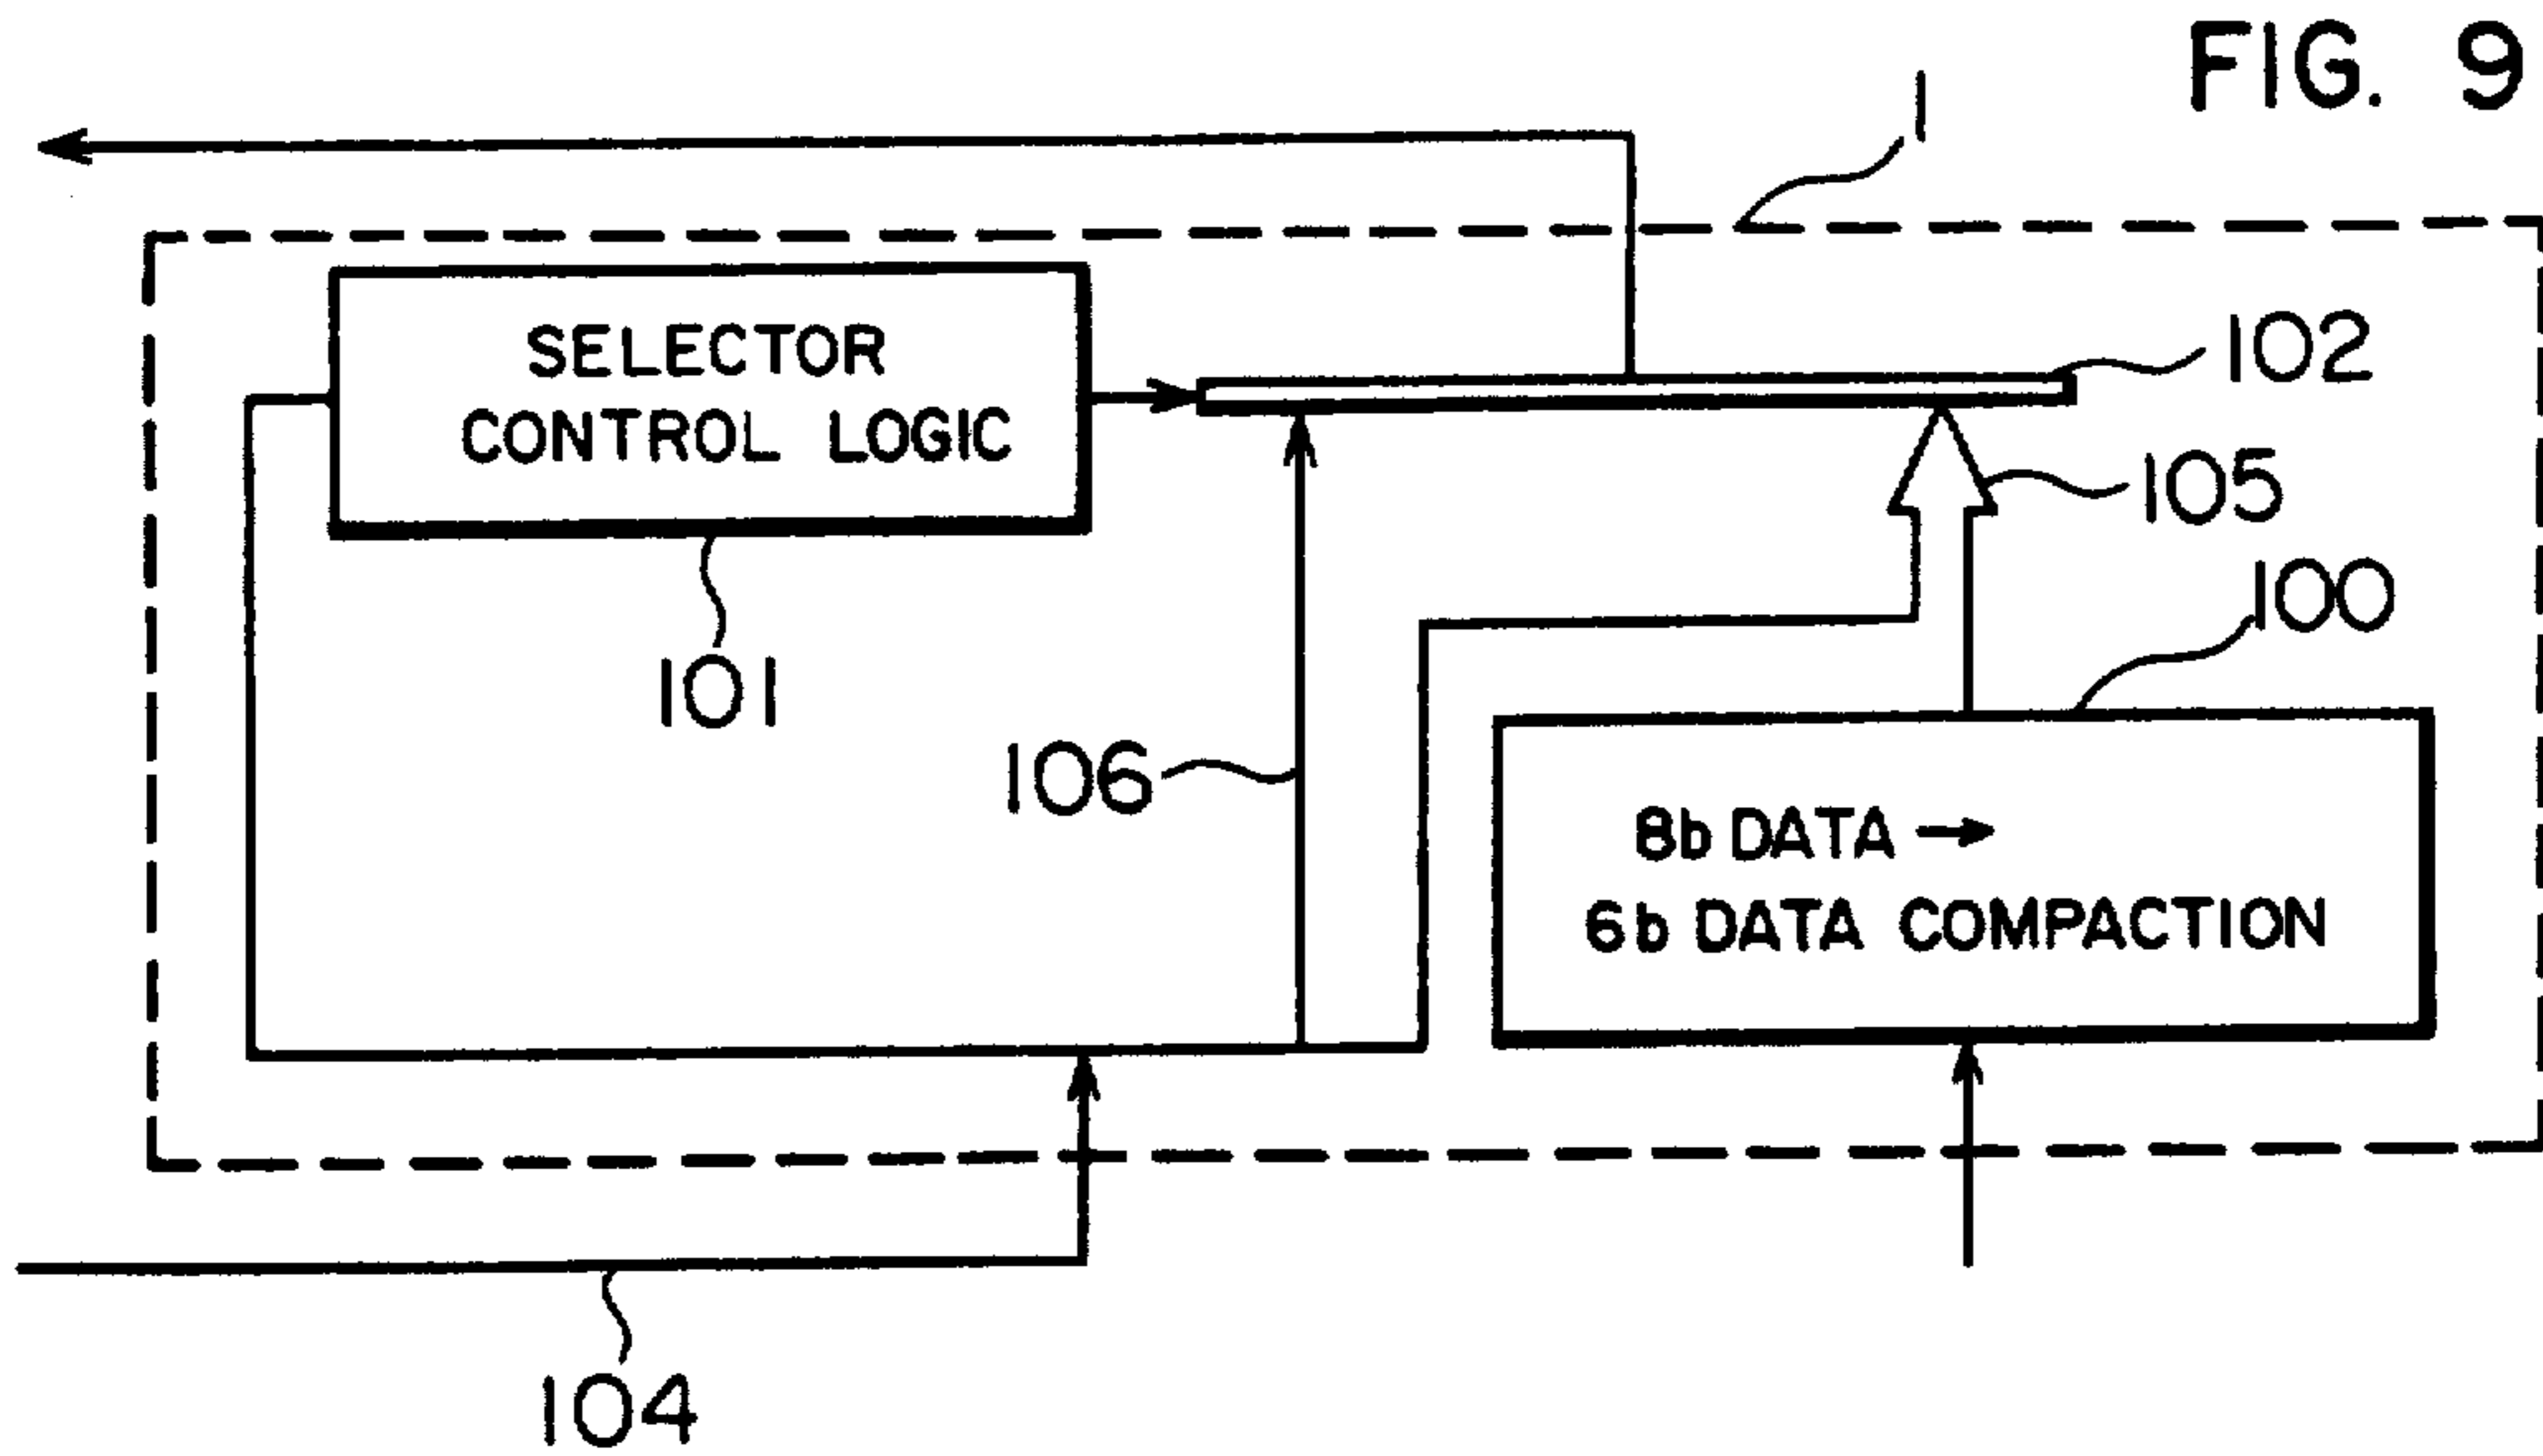 FIG. 9
1
SELECTOR
CONTROL LOGIC
102
105
100
101
106
8b DATA →
6b DATA COMPACTION
104